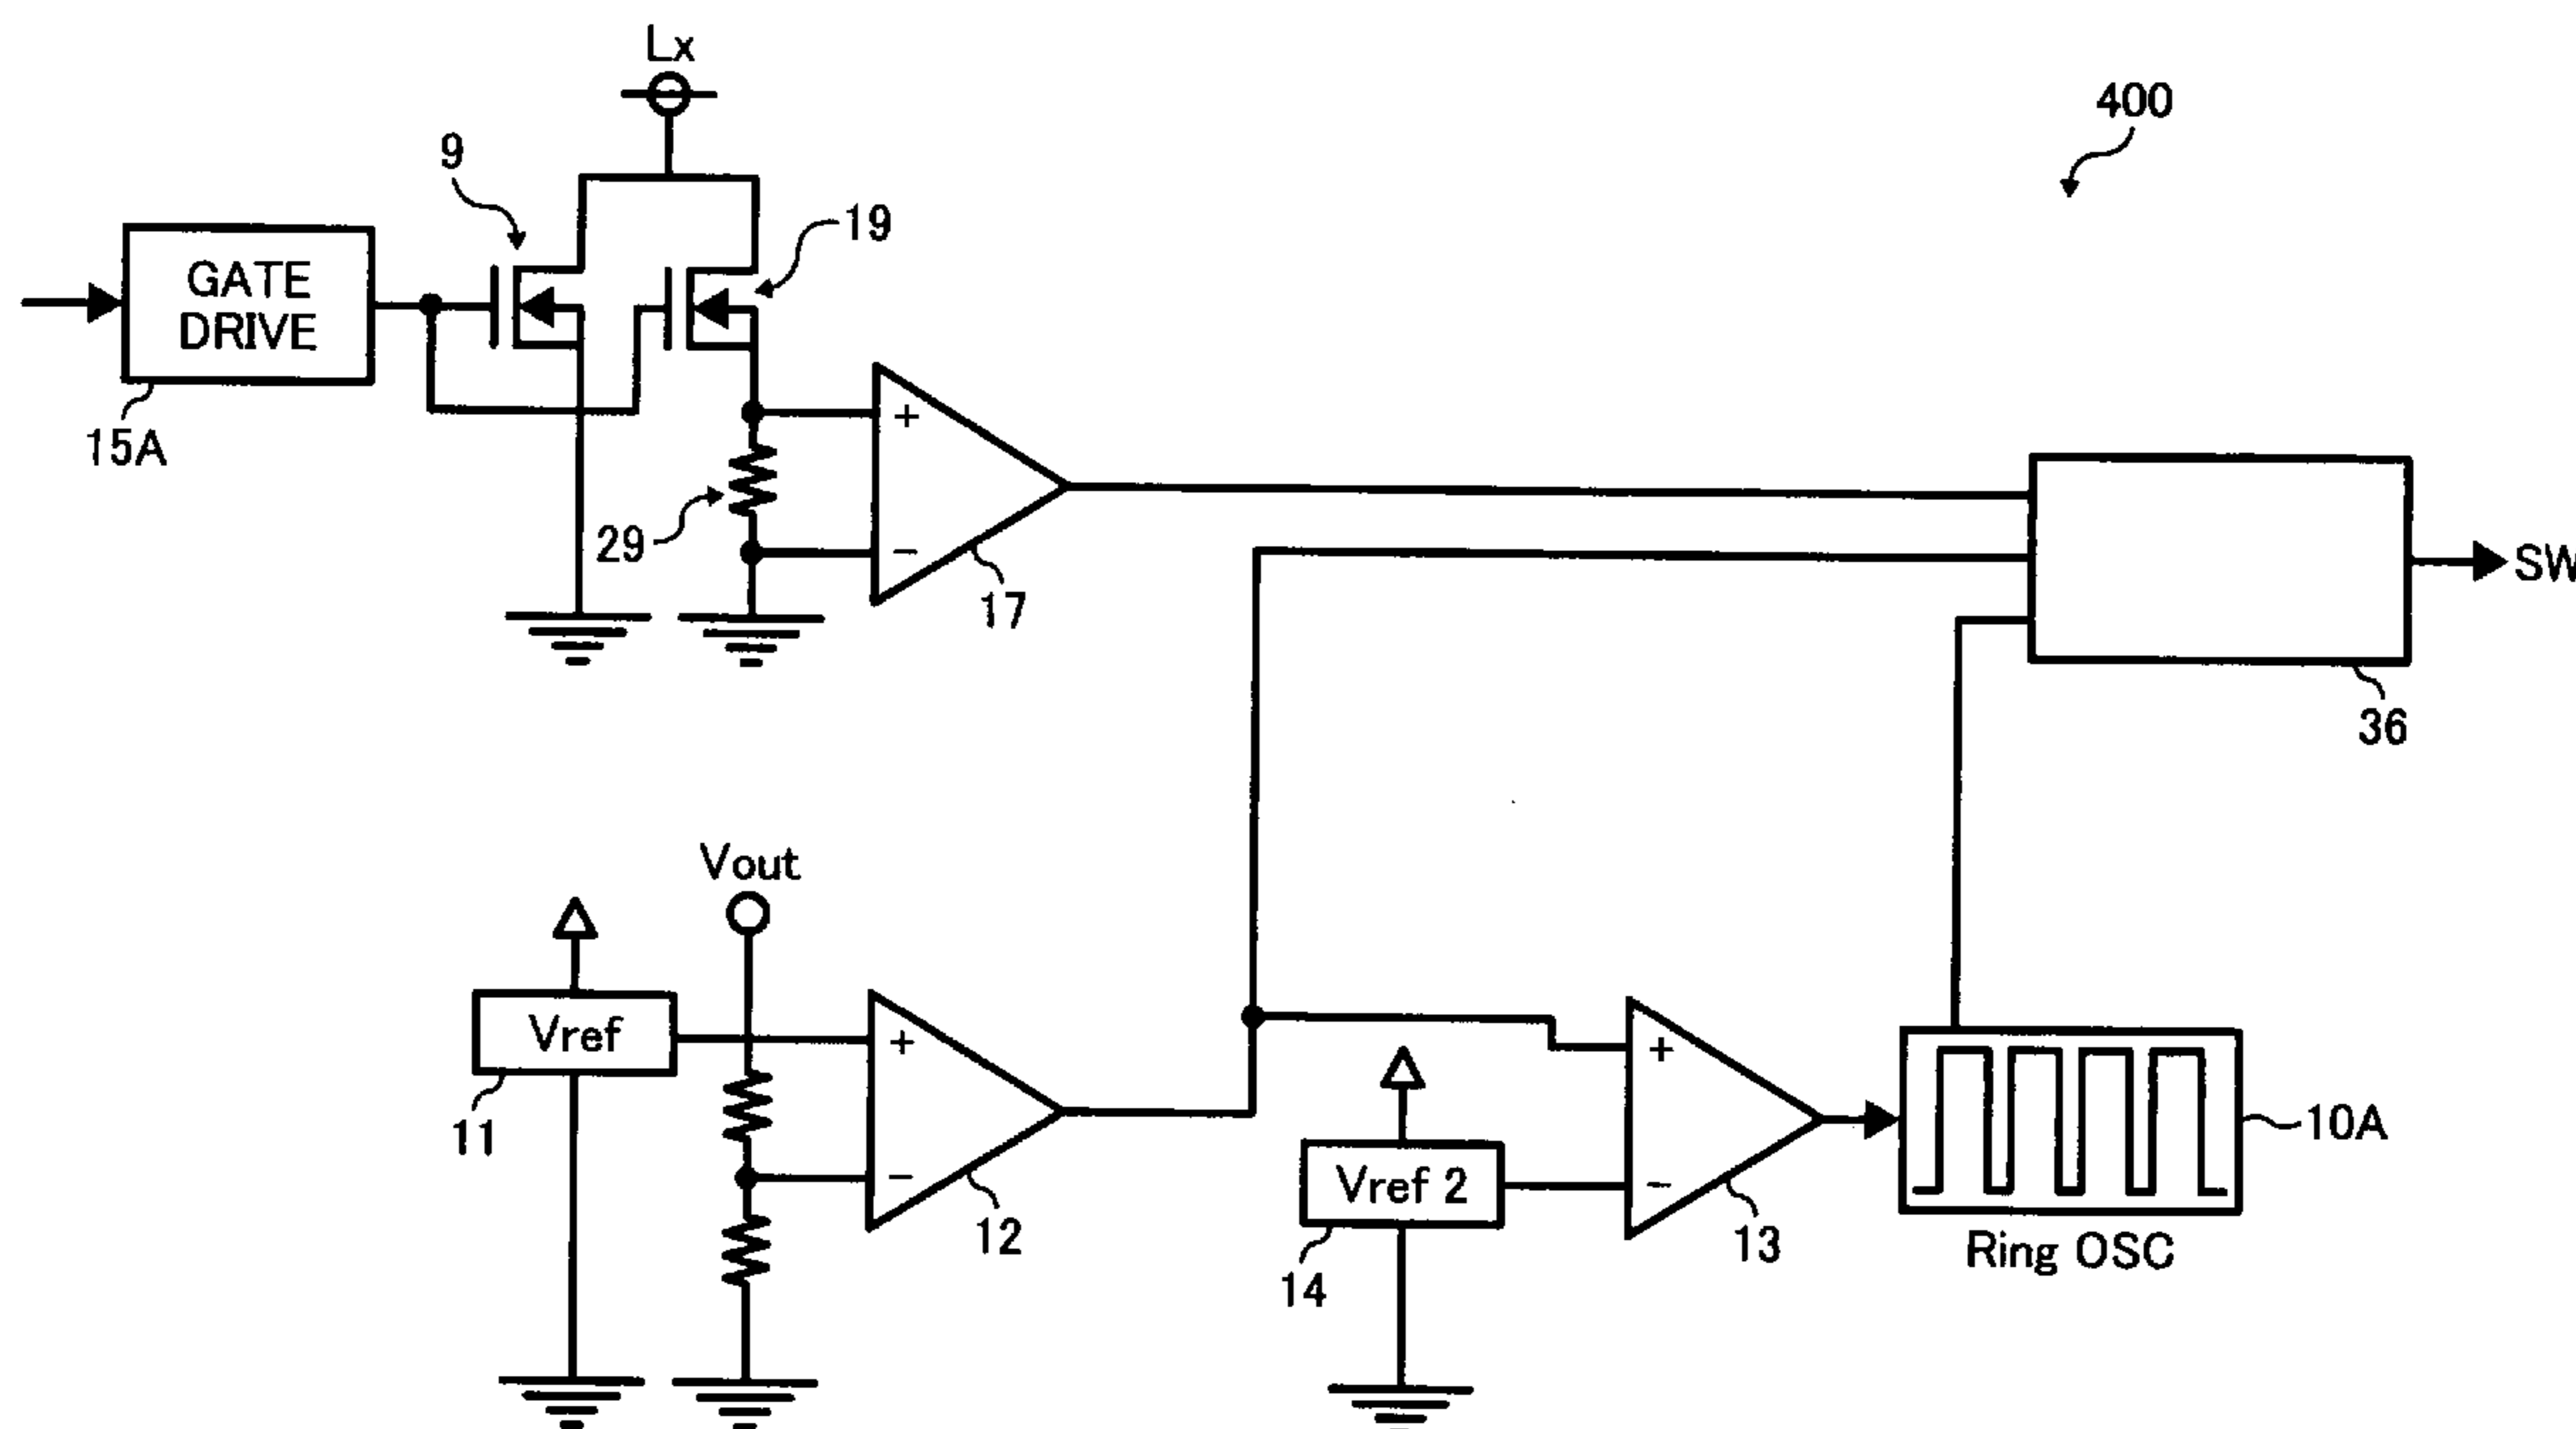 Lx
400
9
19
GATE
DRIVE
15A
+
29
−
17
SW
36
Vout
Vref
+
11
−
12
+
Vref 2
−
14
13
10A
Ring OSC